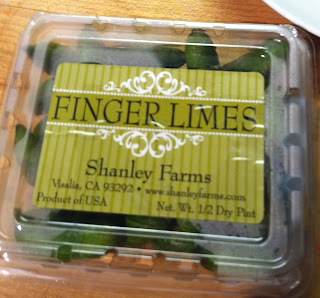 FINGER LIMES
Shanley Farms
Visalia, CA 93292 • www.shanleyfarms.com
Product of USA
Net. Wt. 1/2 Dry Pint